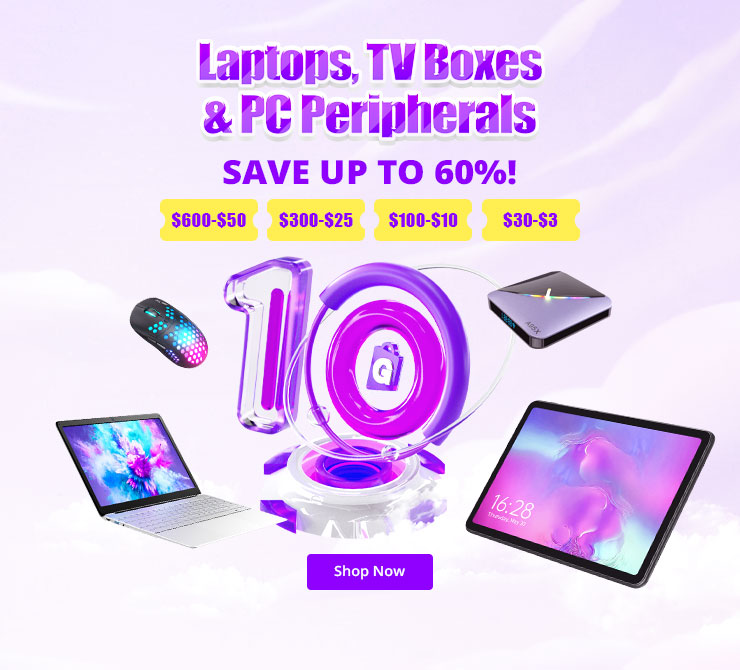 Laptops, TV Boxes
& PC Peripherals
SAVE UP TO 60%!
$600-$50 $300-$25 $100-$10 $30-$3
10
A95X
16:28
Shop Now